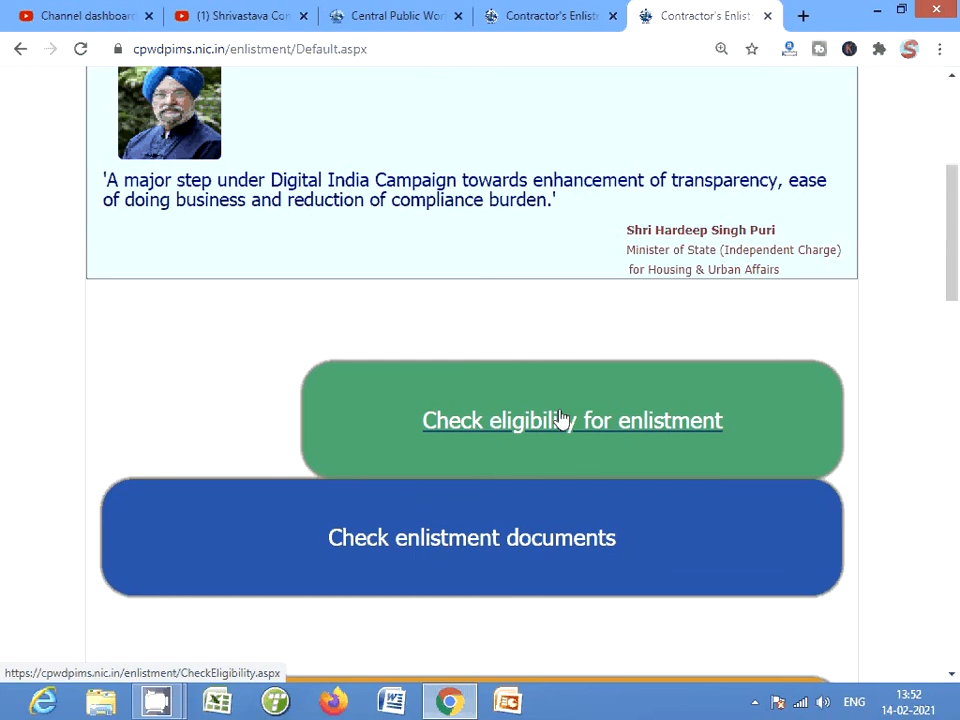 Channel dashboar
(1) Shrivastava Con
Central Public Wor
Contractor's Enlist
Contractor's Enlist
cpwdpims.nic.in/enlistment/Default.aspx
'A major step under Digital India Campaign towards enhancement of transparency, ease
of doing business and reduction of compliance burden.'
Shri Hardeep Singh Puri
Minister of State (Independent Charge)
for Housing & Urban Affairs
Check eligibility for enlistment
Check enlistment documents
https://cpwdpims.nic.in/enlistment/CheckEligibility.aspx
ENG
13:52
14-02-2021